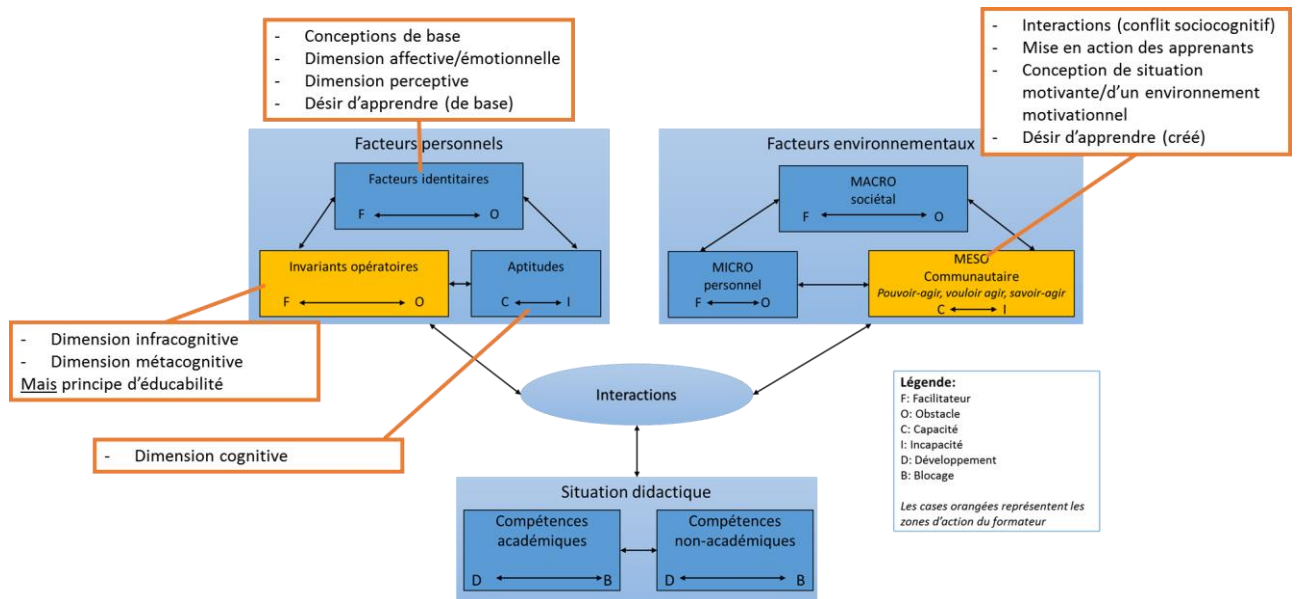 - Conceptions de base
- Dimension affective/émotionnelle
- Dimension perceptive
- Désir d'apprendre (de base)
- Interactions (conflit sociocognitif)
- Mise en action des apprenants
- Conception de situation
motivante/d'un environnement
motivationnel
- Désir d'apprendre (créé)
Facteurs personnels
Facteurs identitaires
F O
Invariants opératoires
F O
Aptitudes
C I
Facteurs environnementaux
MACRO
sociétal
F O
MICRO
personnel
F O
MESO
Communautaire
Pouvoir-agir, vouloir agir, savoir-agir
C I
- Dimension infracognitive
- Dimension métacognitive
Mais principe d'éducabilité
- Dimension cognitive
Interactions
Légende:
F: Facilitateur
O: Obstacle
C: Capacité
I: Incapacité
D: Développement
B: Blocage
Les cases orangées représentent les
zones d'action du formateur
Situation didactique
Compétences
académiques
D B
Compétences
non-académiques
D B